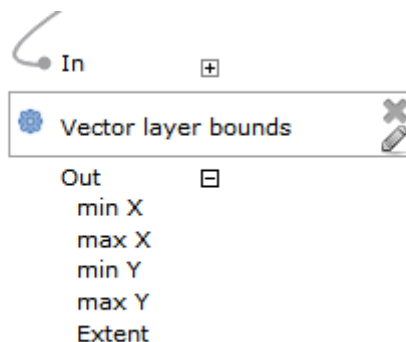 In
Vector layer bounds
Out
min X
max X
min Y
max Y
Extent